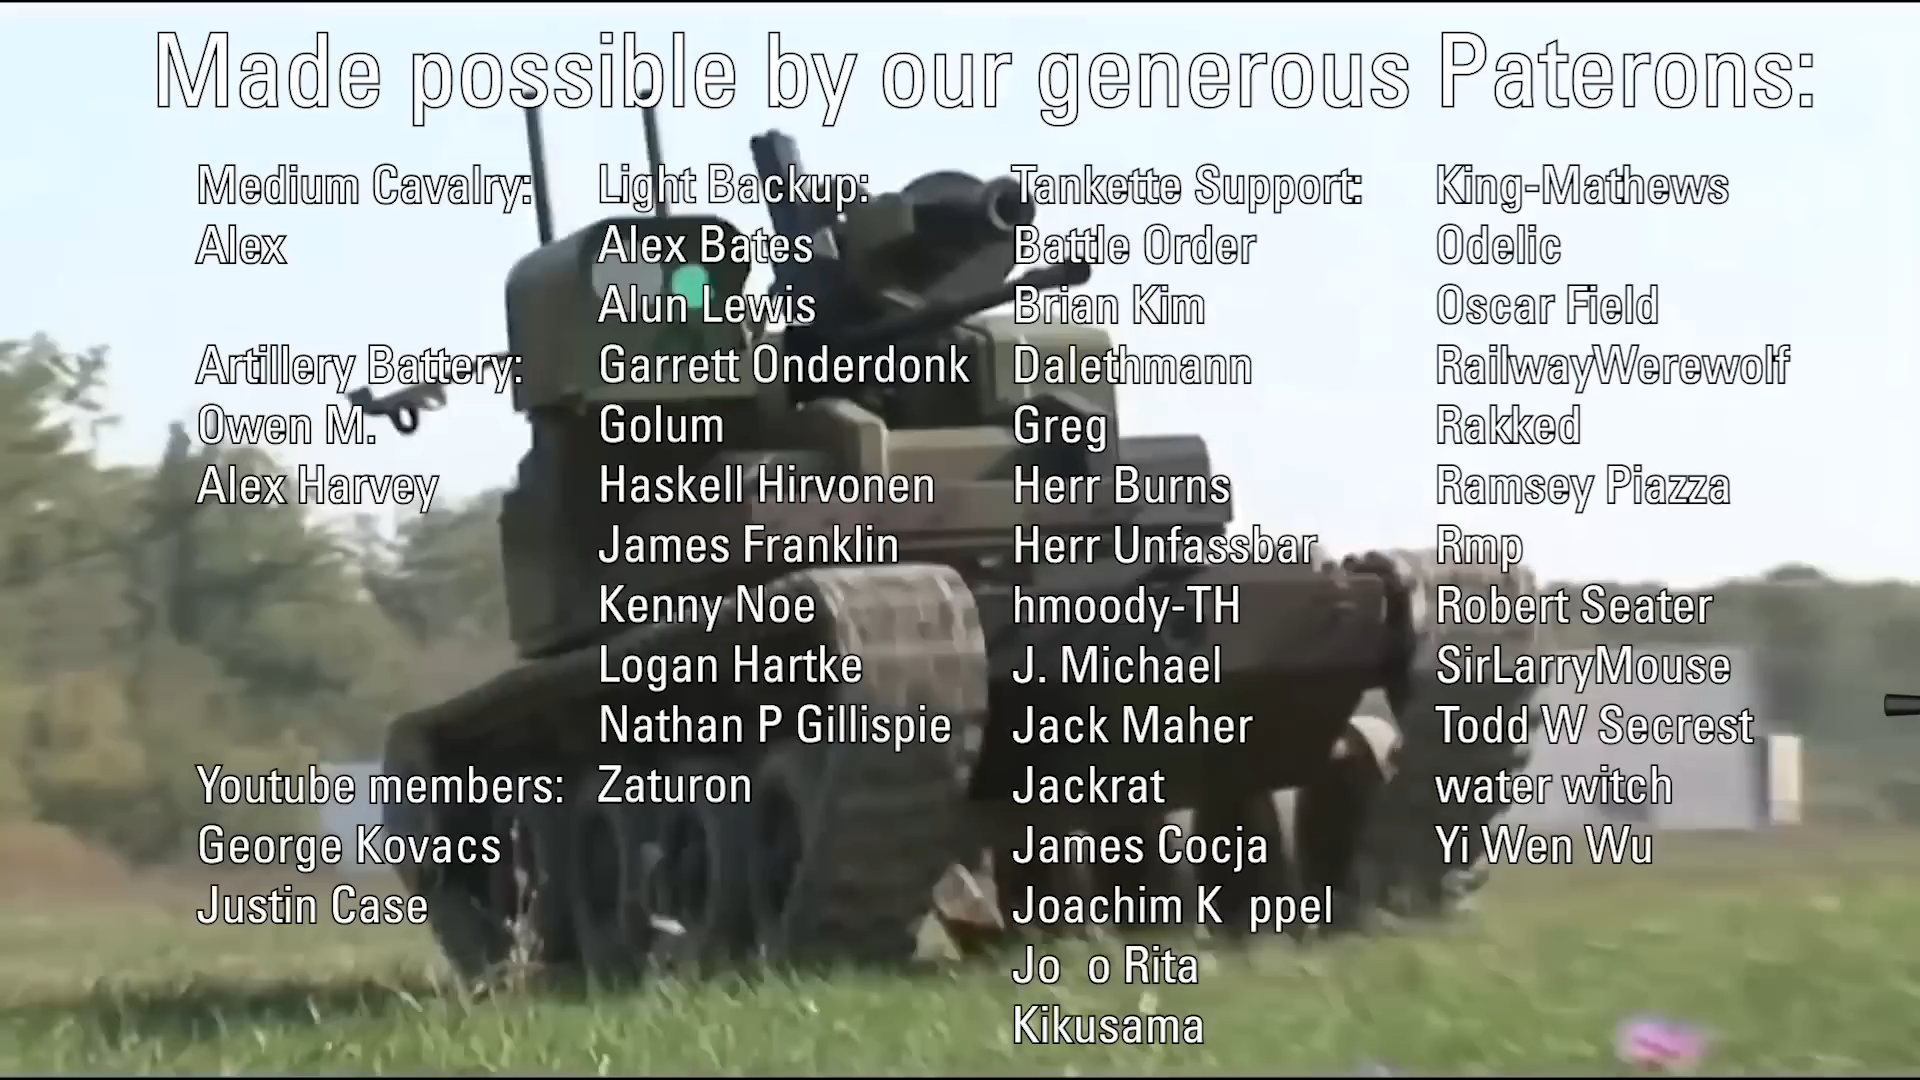 Made possible by our generous Paterons:
Medium Cavalry:
Alex
Artillery Battery:
Owen M.
Alex Harvey
Youtube members:
George Kovacs
Justin Case
Light Backup:
Alex Bates
Alun Lewis
Garrett Onderdonk
Golum
Haskell Hirvonen
James Franklin
Kenny Noe
Logan Hartke
Nathan P Gillispie
Zaturon
Tankette Support:
Battle Order
Brian Kim
Dalethmann
Greg
Herr Burns
Herr Unfassbar
hmoody-TH
J. Michael
Jack Maher
Jackrat
James Cocja
Joachim K ppel
Jo o Rita
Kikusama
King-Mathews
Odelic
Oscar Field
RailwayWerewolf
Rakked
Ramsey Piazza
Rmp
Robert Seater
SirLarryMouse
Todd W Secrest
water witch
Yi Wen Wu